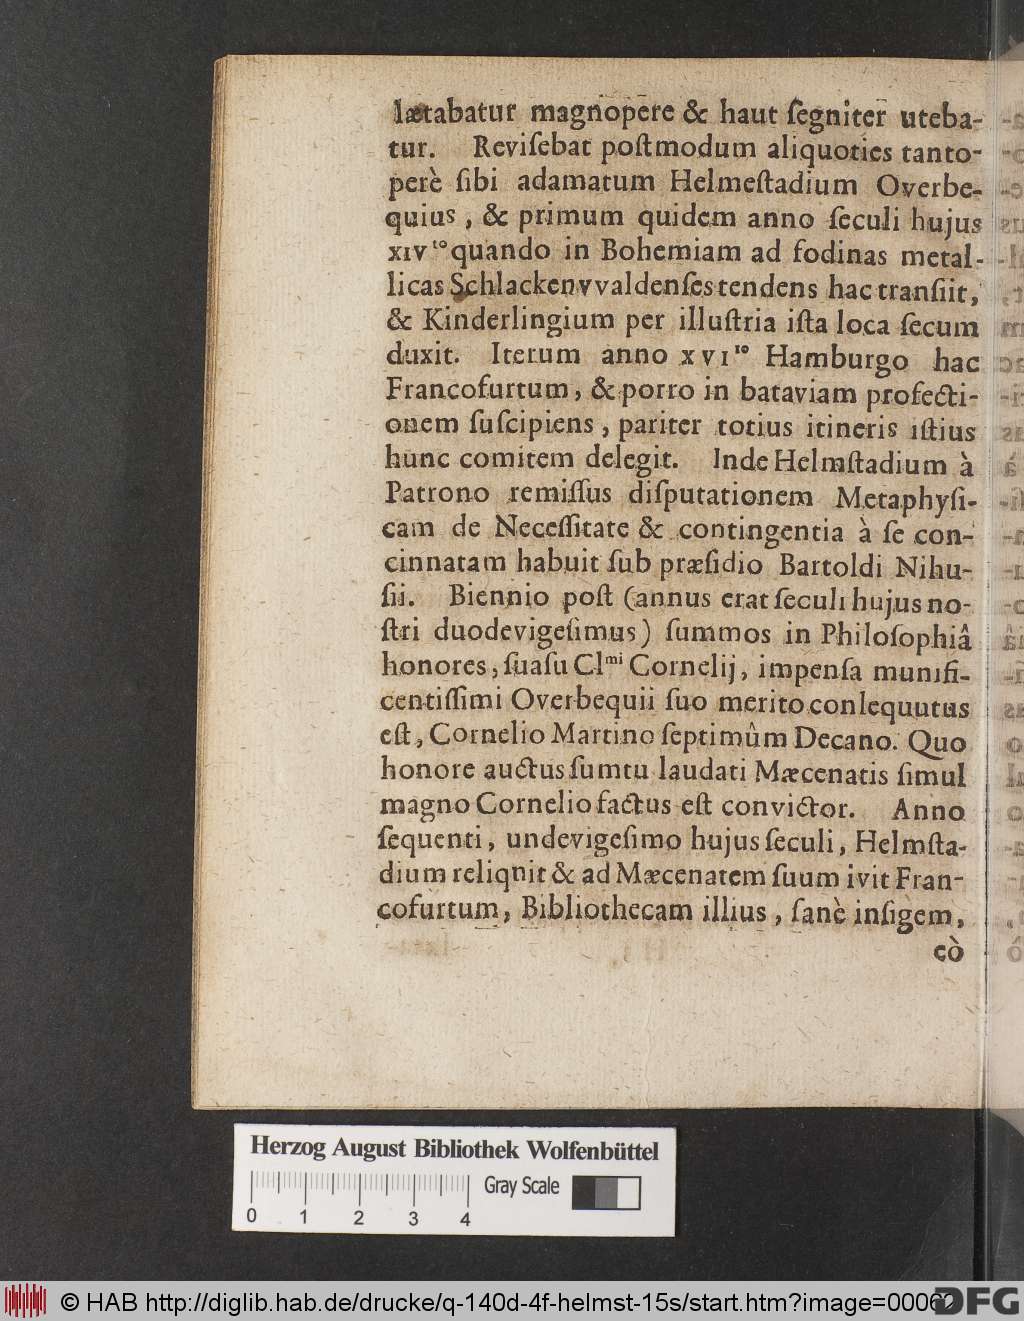 lætabatur magnopere & haut ſegniter uteba-
tur. Reviſebat poſtmodum aliquoties tanto-
perè ſibi adamatum Helmeſtadium Overbe-
quius, & primum quidem anno ſeculi hujus
XIVto quando in Bohemiam ad fodinas metal-
licas Schlackenvvaldenſes tendens hac tranſiit,
& Kinderlingium per illuſtria iſta loca ſecum
duxit. Iterum anno XVIto Hamburgo hac
Francofurtum, & porro in bataviam profecti-
onem ſuſcipiens, pariter totius itineris iſtius
hunc comitem delegit. Inde Helmſtadium à
Patrono remiſſus diſputationem Metaphyſi-
cam de Neceſſitate & contingentia à ſe con-
cinnatam habuit ſub præſidio Bartoldi Nihu-
ſii. Biennio poſt (annus erat ſeculi hujus no-
ſtri duodevigeſimus) ſummos in Philoſophiâ
honores, ſuaſu Clmi Cornelij, impenſa munifi-
centiſſimi Overbequii ſuo merito conſequutus
eſt, Cornelio Martino ſeptimùm Decano. Quo
honore auctus ſumtu laudati Mæcenatis ſimul
magno Cornelio factus eſt convictor. Anno
ſequenti, undevigeſimo hujus ſeculi, Helmſta-
dium reliquit & ad Mæcenatem ſuum ivit Fran-
cofurtum, Bibliothecam illius, ſanè inſigem,
cò
Herzog August Bibliothek Wolfenbüttel
Gray Scale
0 1 2 3 4
© HAB http://diglib.hab.de/drucke/q-140d-4f-helmst-15s/start.htm?image=00062
DFG